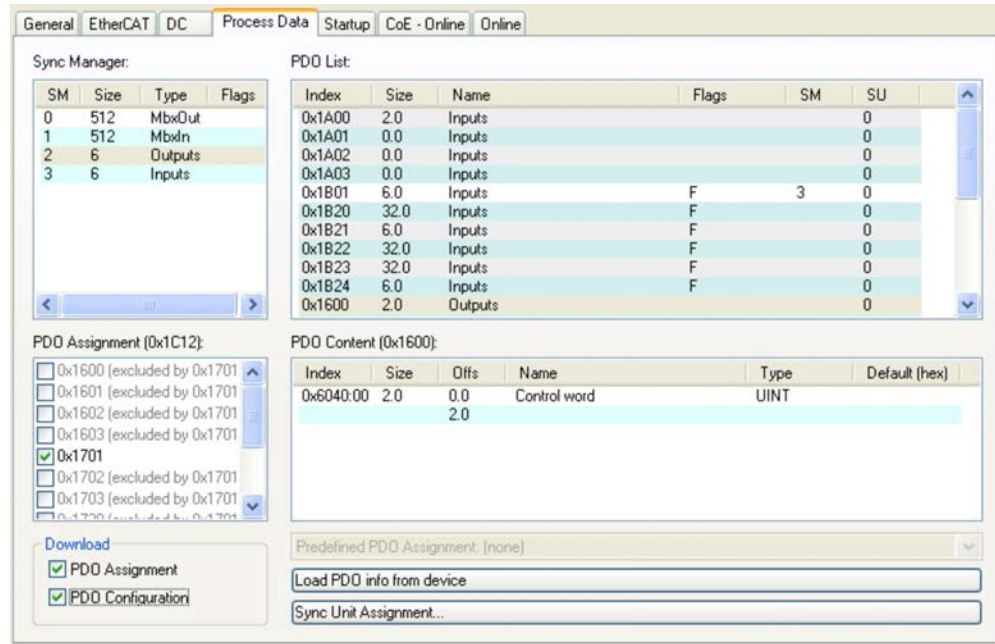 General EtherCAT DC Process Data Startup CoE - Online Online
Sync Manager:
SM Size Type Flags
0 512 MbxOut
1 512 MbxIn
2 6 Outputs
3 6 Inputs
PDO List:
Index Size Name Flags SM SU
0x1A00 2.0 Inputs 0
0x1A01 0.0 Inputs 0
0x1A02 0.0 Inputs 0
0x1A03 0.0 Inputs 0
0x1B01 6.0 Inputs F 3 0
0x1B20 32.0 Inputs F 0
0x1B21 6.0 Inputs F 0
0x1B22 32.0 Inputs F 0
0x1B23 32.0 Inputs F 0
0x1B24 6.0 Inputs F 0
0x1600 2.0 Outputs 0
PDO Assignment (0x1C12):
0x1600 (excluded by 0x1701
0x1601 (excluded by 0x1701
0x1602 (excluded by 0x1701
0x1603 (excluded by 0x1701
0x1701
0x1702 (excluded by 0x1701
0x1703 (excluded by 0x1701
PDO Content (0x1600):
Index Size Offs Name Type Default (hex)
0x6040:00 2.0 0.0 Control word UINT
2.0
Download
PDO Assignment
PDO Configuration
Predefined PDO Assignment: (none)
Load PDO info from device
Sync Unit Assignment...